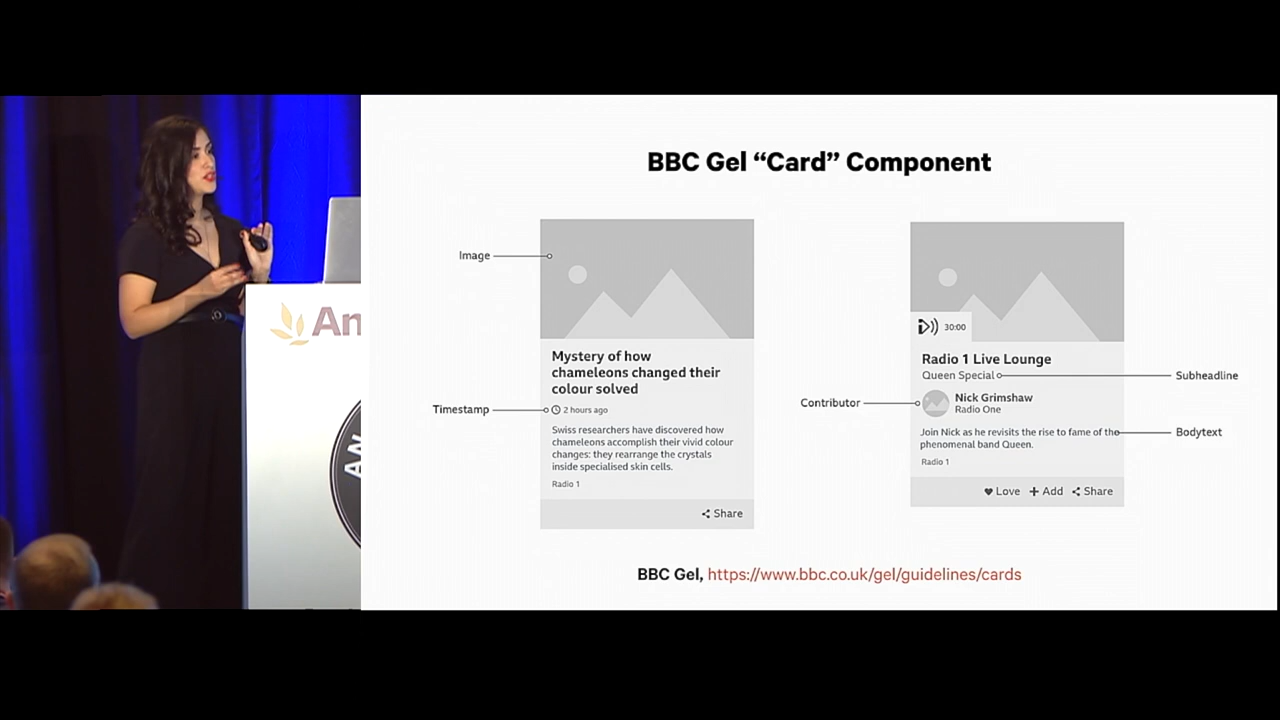 BBC Gel “Card” Component
Image
Mystery of how
chameleons changed their
colour solved
Timestamp
2 hours ago
Swiss researchers have discovered how
chameleons accomplish their vivid colour
changes: they rearrange the crystals
inside specialised skin cells.
Radio 1
Share
30:00
Radio 1 Live Lounge
Queen Special
Subheadline
Contributor
Nick Grimshaw
Radio One
Join Nick as he revisits the rise to fame of the
phenomenal band Queen.
Bodytext
Radio 1
Love + Add Share
BBC Gel, https://www.bbc.co.uk/gel/guidelines/cards
An
AN